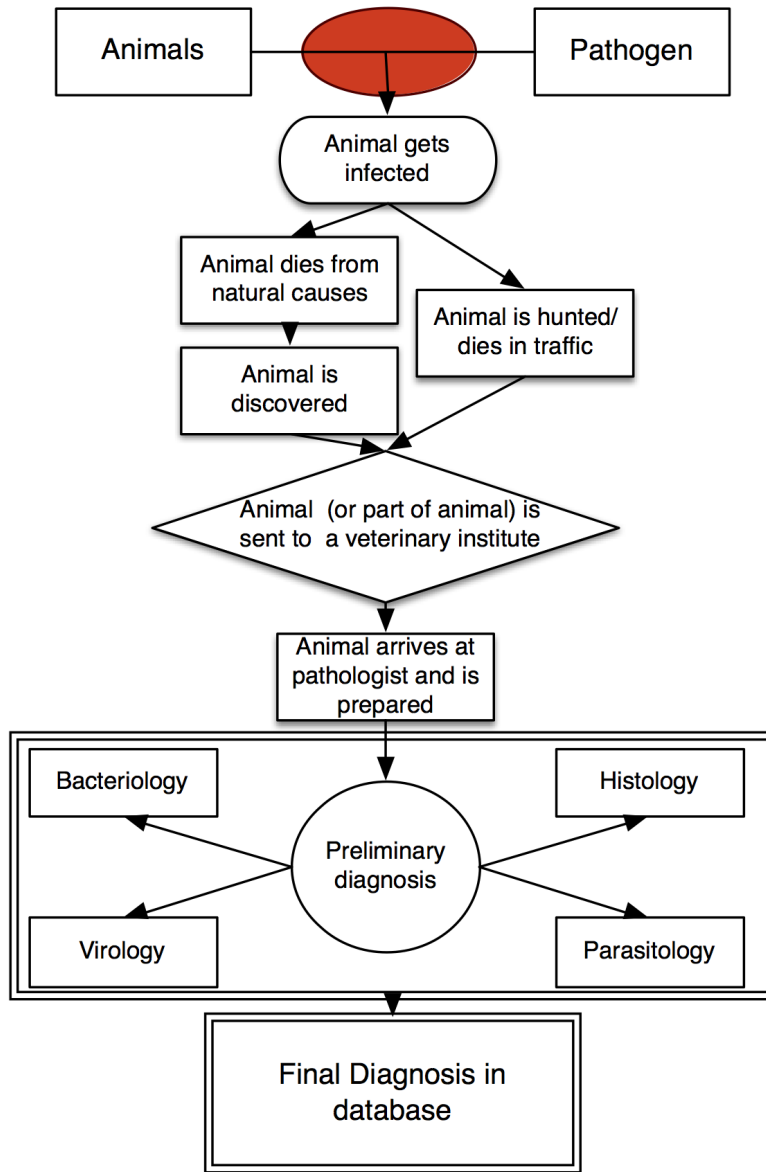 Animals
Pathogen
Animal gets
infected
Animal dies from
natural causes
Animal is hunted/
dies in traffic
Animal is
discovered
Animal  (or part of animal) is
sent to  a veterinary institute
Animal arrives at
pathologist and is
prepared
Bacteriology
Histology
Preliminary
diagnosis
Virology
Parasitology
Final Diagnosis in
database